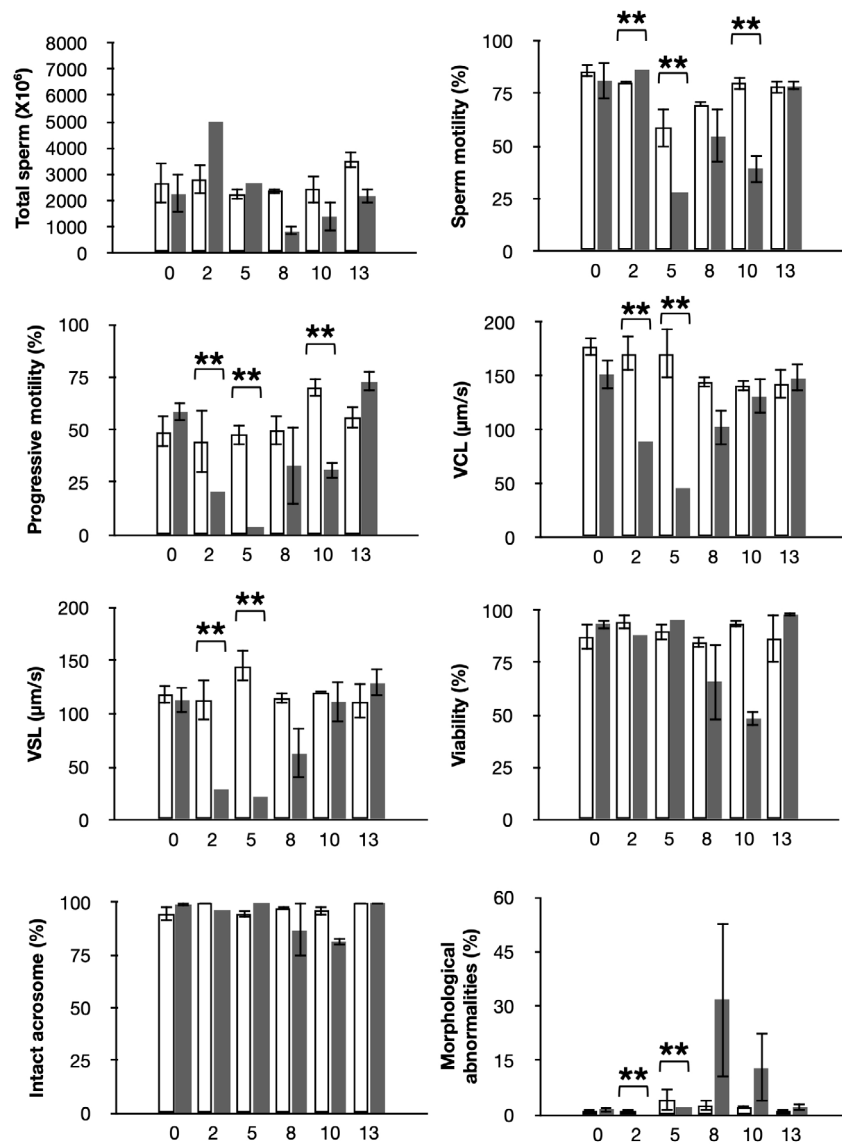 Total sperm (X10⁶)
8000
7000
6000
5000
4000
3000
2000
1000
0
0 2 5 8 10 13
Sperm motility (%)
100
75
50
25
0
** ** **
0 2 5 8 10 13
Progressive motility (%)
100
75
50
25
0
** ** **
0 2 5 8 10 13
VCL (µm/s)
200
150
100
50
0
** **
0 2 5 8 10 13
VSL (µm/s)
200
150
100
50
0
** **
0 2 5 8 10 13
Viability (%)
100
75
50
25
0
0 2 5 8 10 13
Intact acrosome (%)
100
75
50
25
0
0 2 5 8 10 13
Morphological
abnormalities (%)
60
45
30
15
0
** **
0 2 5 8 10 13